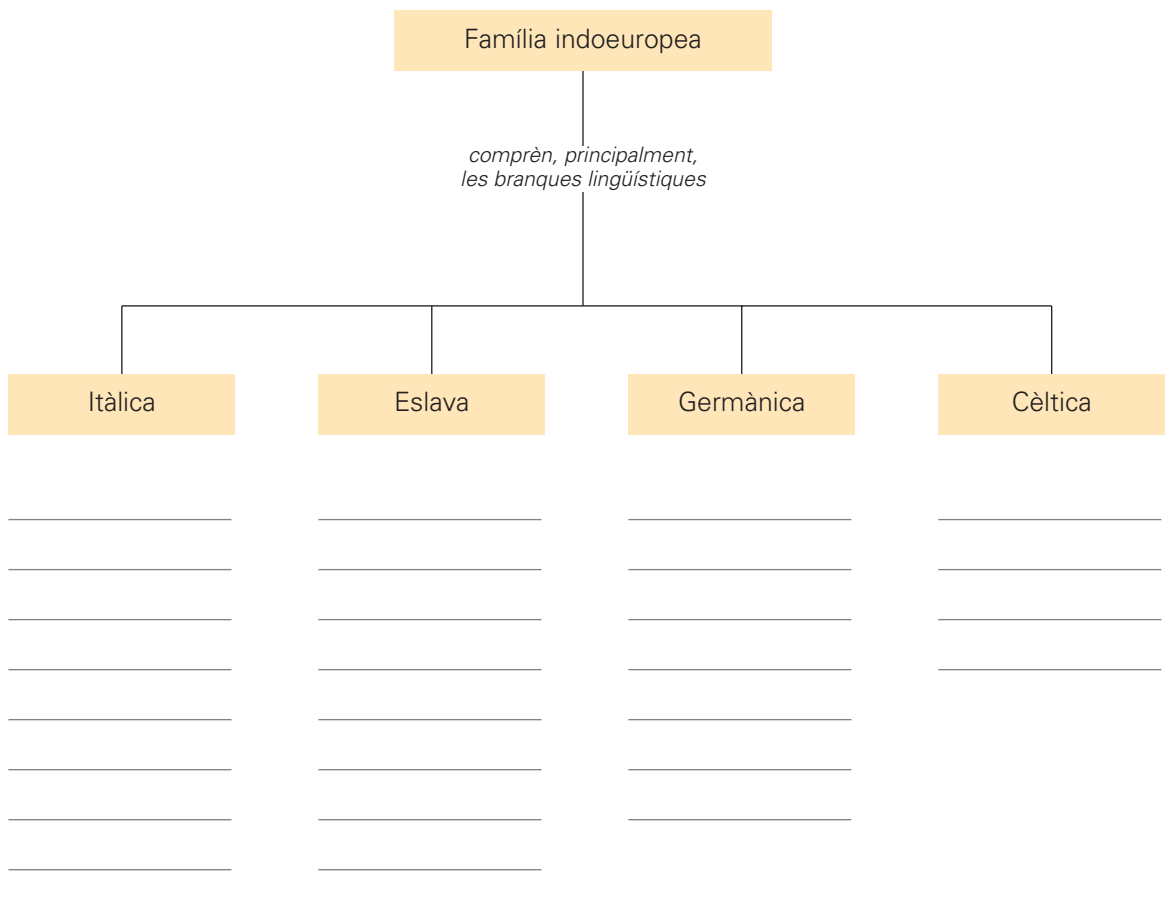 Família indoeuropea
comprèn, principalment,
les branques lingüístiques
Itàlica
Eslava
Germànica
Cèltica